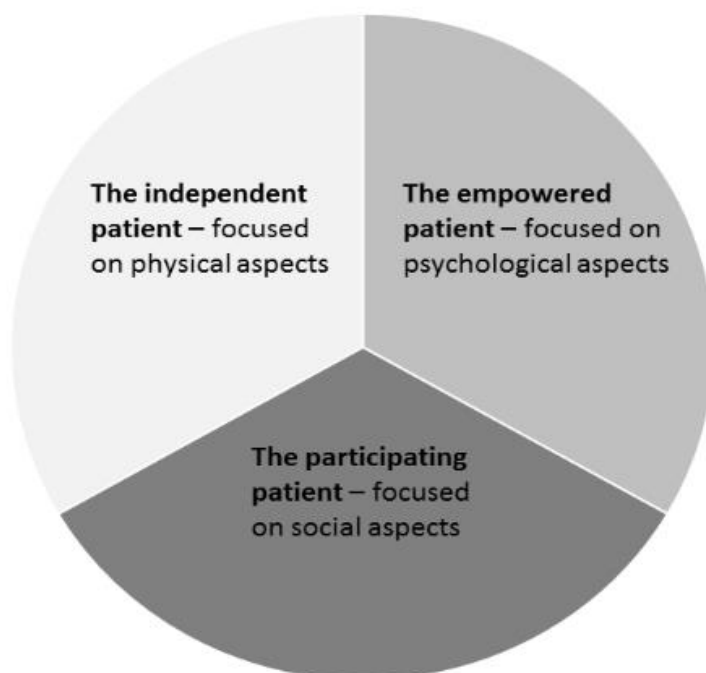 The independent
patient – focused
on physical aspects
The empowered
patient – focused on
psychological aspects
The participating
patient – focused
on social aspects